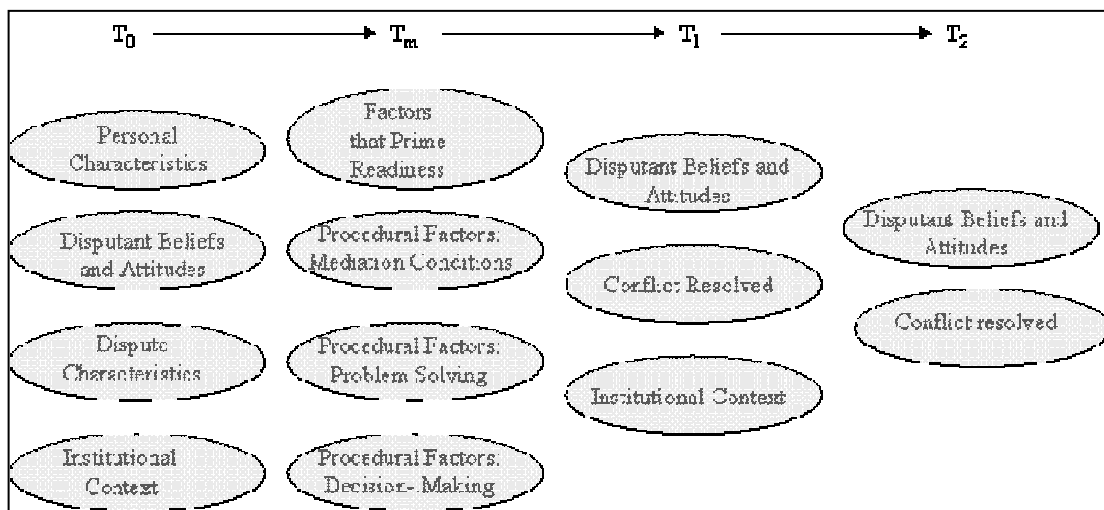 T0 Tm T1 T2
Personal
Characteristics
Disputant Beliefs
and Attitudes
Dispute
Characteristics
Institutional
Context
Factors
that Prime
Readiness
Procedural Factors:
Mediation Conditions
Procedural Factors:
Problem Solving
Procedural Factors:
Decision-Making
Disputant Beliefs and
Attitudes
Conflict Resolved
Institutional Context
Disputant Beliefs and
Attitudes
Conflict resolved